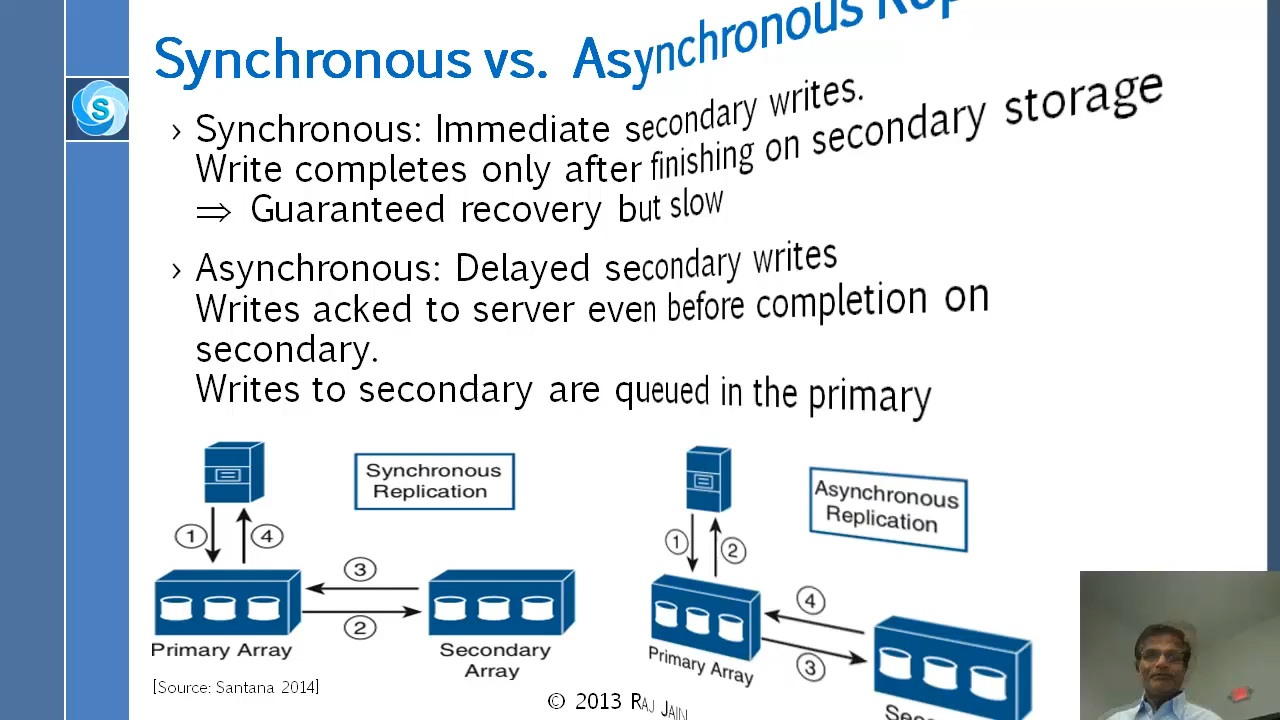 Synchronous vs. Asynchronous
› Synchronous: Immediate secondary writes.
Write completes only after finishing on secondary storage
⇒ Guaranteed recovery but slow
› Asynchronous: Delayed secondary writes
Writes acked to server even before completion on
secondary.
Writes to secondary are queued in the primary
Synchronous
Replication
1
4
3
2
Primary Array
Secondary
Array
Asynchronous
Replication
1
2
4
3
Primary Array
[Source: Santana 2014]
© 2013 RAJ JAIN
S